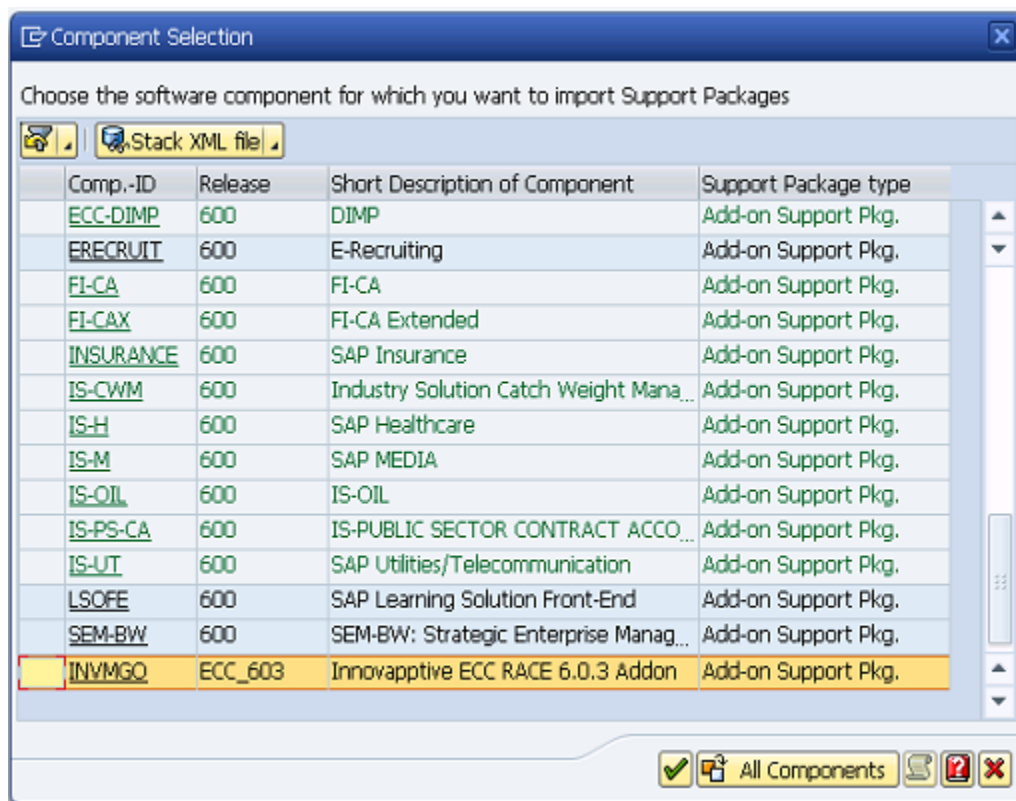 Component Selection
Choose the software component for which you want to import Support Packages
Stack XML file
Comp.-ID Release Short Description of Component Support Package type
ECC-DIMP 600 DIMP Add-on Support Pkg.
ERECRUIT 600 E-Recruiting Add-on Support Pkg.
FI-CA 600 FI-CA Add-on Support Pkg.
FI-CAX 600 FI-CA Extended Add-on Support Pkg.
INSURANCE 600 SAP Insurance Add-on Support Pkg.
IS-CWM 600 Industry Solution Catch Weight Mana... Add-on Support Pkg.
IS-H 600 SAP Healthcare Add-on Support Pkg.
IS-M 600 SAP MEDIA Add-on Support Pkg.
IS-OIL 600 IS-OIL Add-on Support Pkg.
IS-PS-CA 600 IS-PUBLIC SECTOR CONTRACT ACCO... Add-on Support Pkg.
IS-UT 600 SAP Utilities/Telecommunication Add-on Support Pkg.
LSOFE 600 SAP Learning Solution Front-End Add-on Support Pkg.
SEM-BW 600 SEM-BW: Strategic Enterprise Manag... Add-on Support Pkg.
INVMGO ECC_603 Innovapptive ECC RACE 6.0.3 Addon Add-on Support Pkg.
All Components